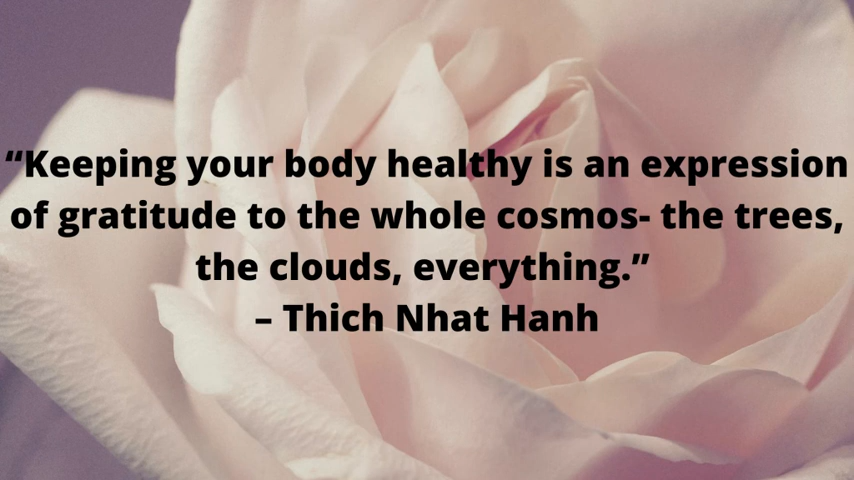 “Keeping your body healthy is an expression
of gratitude to the whole cosmos- the trees,
the clouds, everything.”
– Thich Nhat Hanh